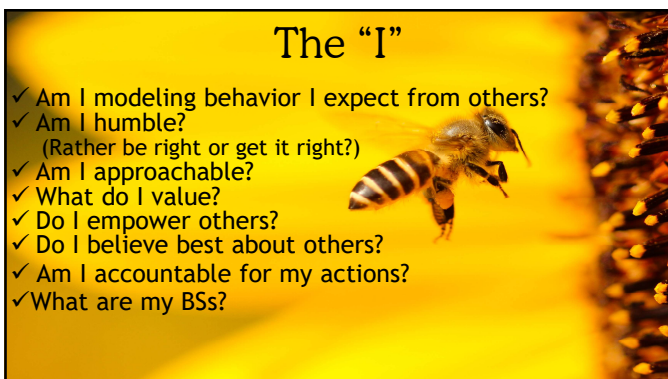 The “I”
✓ Am I modeling behavior I expect from others?
✓ Am I humble?
(Rather be right or get it right?)
✓ Am I approachable?
✓ What do I value?
✓ Do I empower others?
✓ Do I believe best about others?
✓ Am I accountable for my actions?
✓What are my BSs?